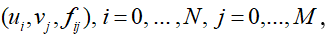 (u_i, v_j, f_ij), i = 0, ... , N, j = 0,..., M,